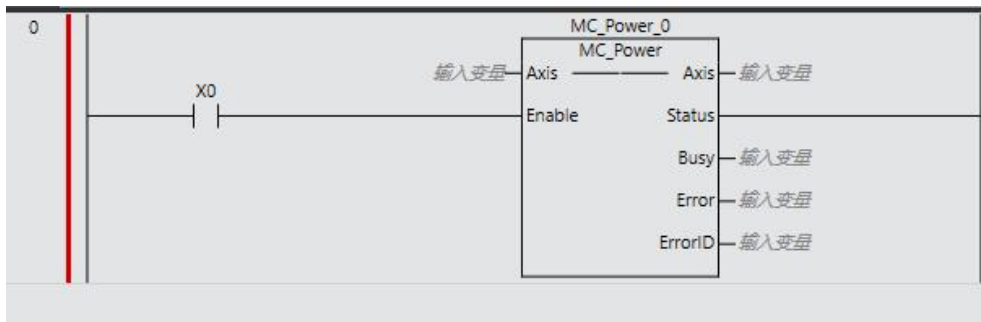 0
MC_Power_0
MC_Power
输入变量 Axis Axis 输入变量
X0
Enable Status
Busy 输入变量
Error 输入变量
ErrorID 输入变量